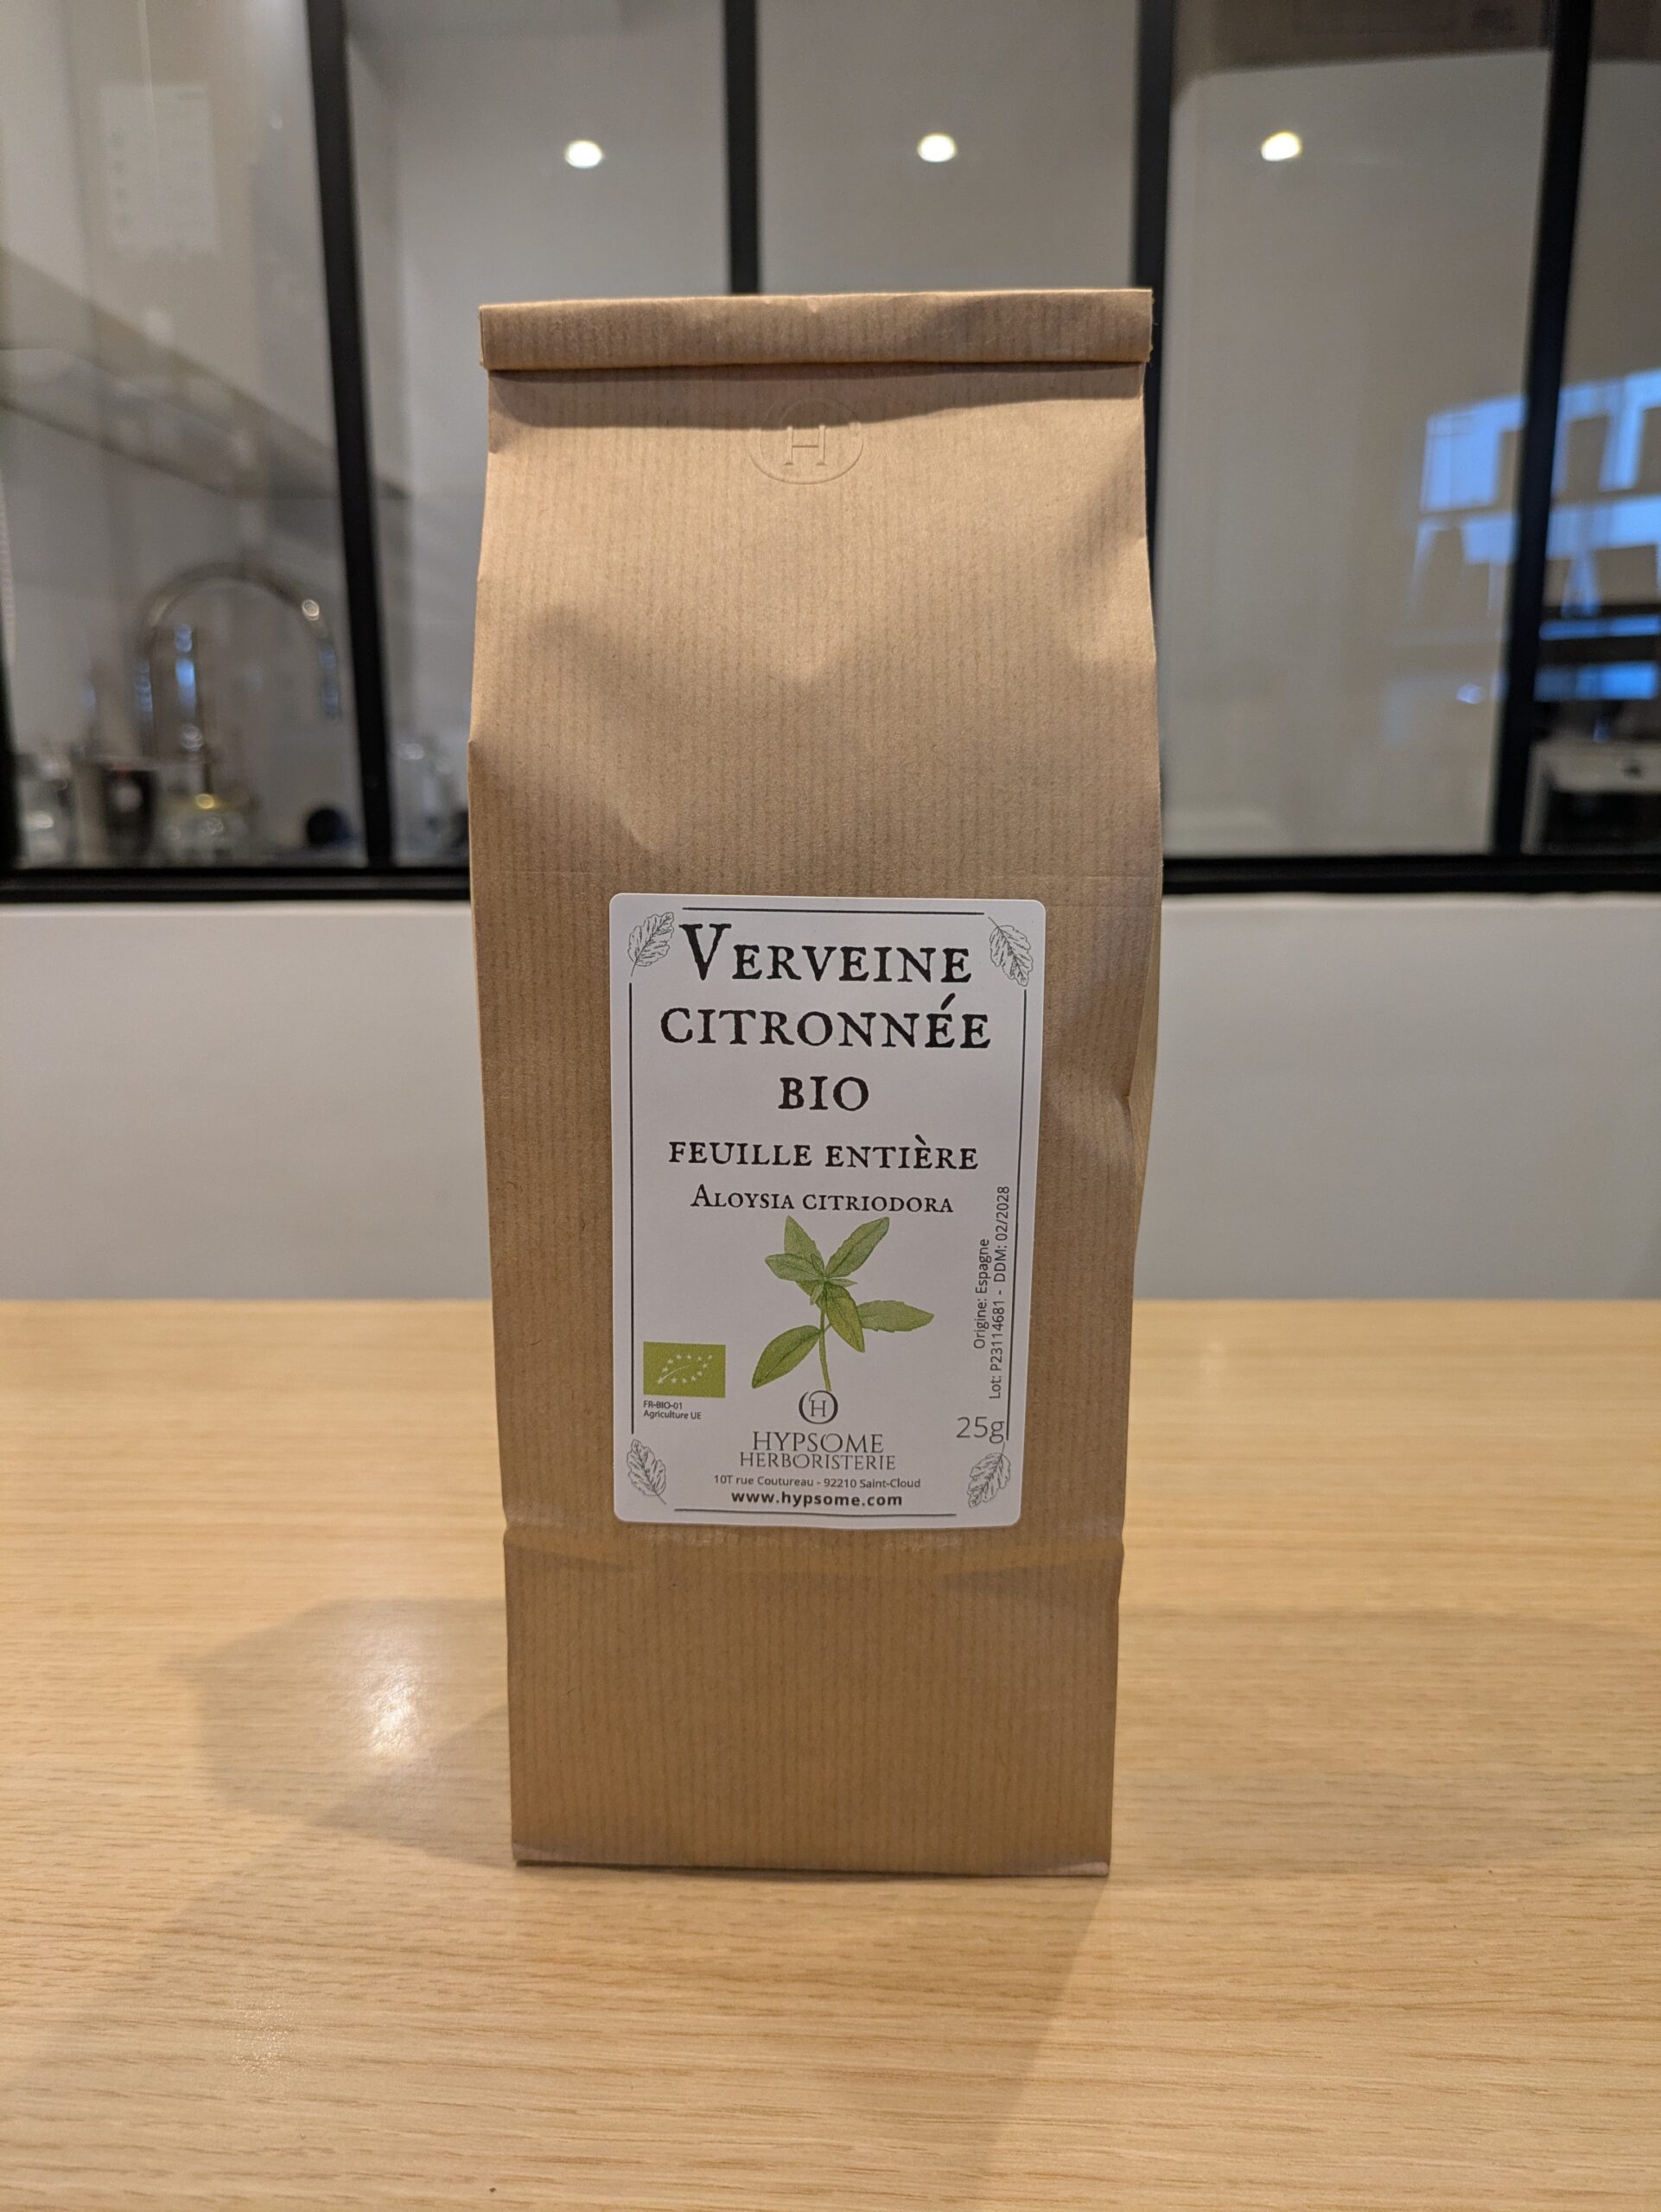 H
VERVEINE
CITRONNÉE
BIO
FEUILLE ENTIÈRE
ALOYSIA CITRIODORA
Origine: Espagne
Lot: P23114681 - DDM: 02/2028
FR-BIO-01
Agriculture UE
25g
H
HYPSOME
HERBORISTERIE
10T rue Coutureau - 92210 Saint-Cloud
www.hypsome.com